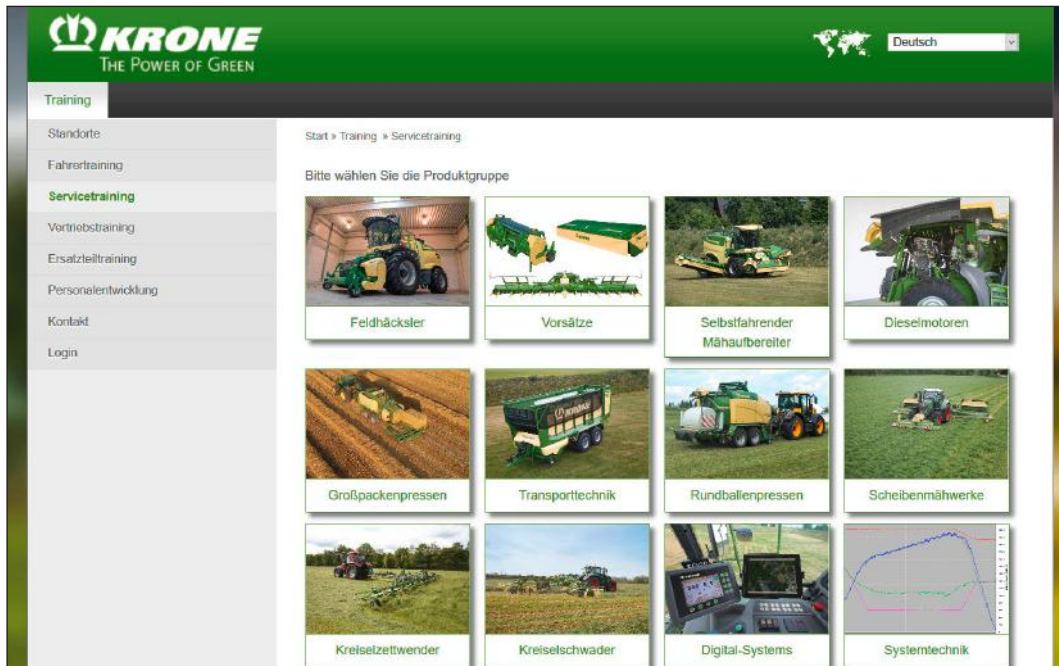 KRONE
THE POWER OF GREEN
Deutsch
Training
Standorte
Fahrertraining
Servicetraining
Vertriebstraining
Ersatzteiltraining
Personalentwicklung
Kontakt
Login
Start » Training » Servicetraining
Bitte wählen Sie die Produktgruppe
Feldhäcksler
Vorsätze
Selbstfahrender
Mähaufbereiter
Dieselmotoren
Großpackenpressen
KRONE
Transporttechnik
Rundballenpressen
Scheibenmähwerke
Kreiselzettwender
Kreiselschwader
Digital-Systems
Systemtechnik